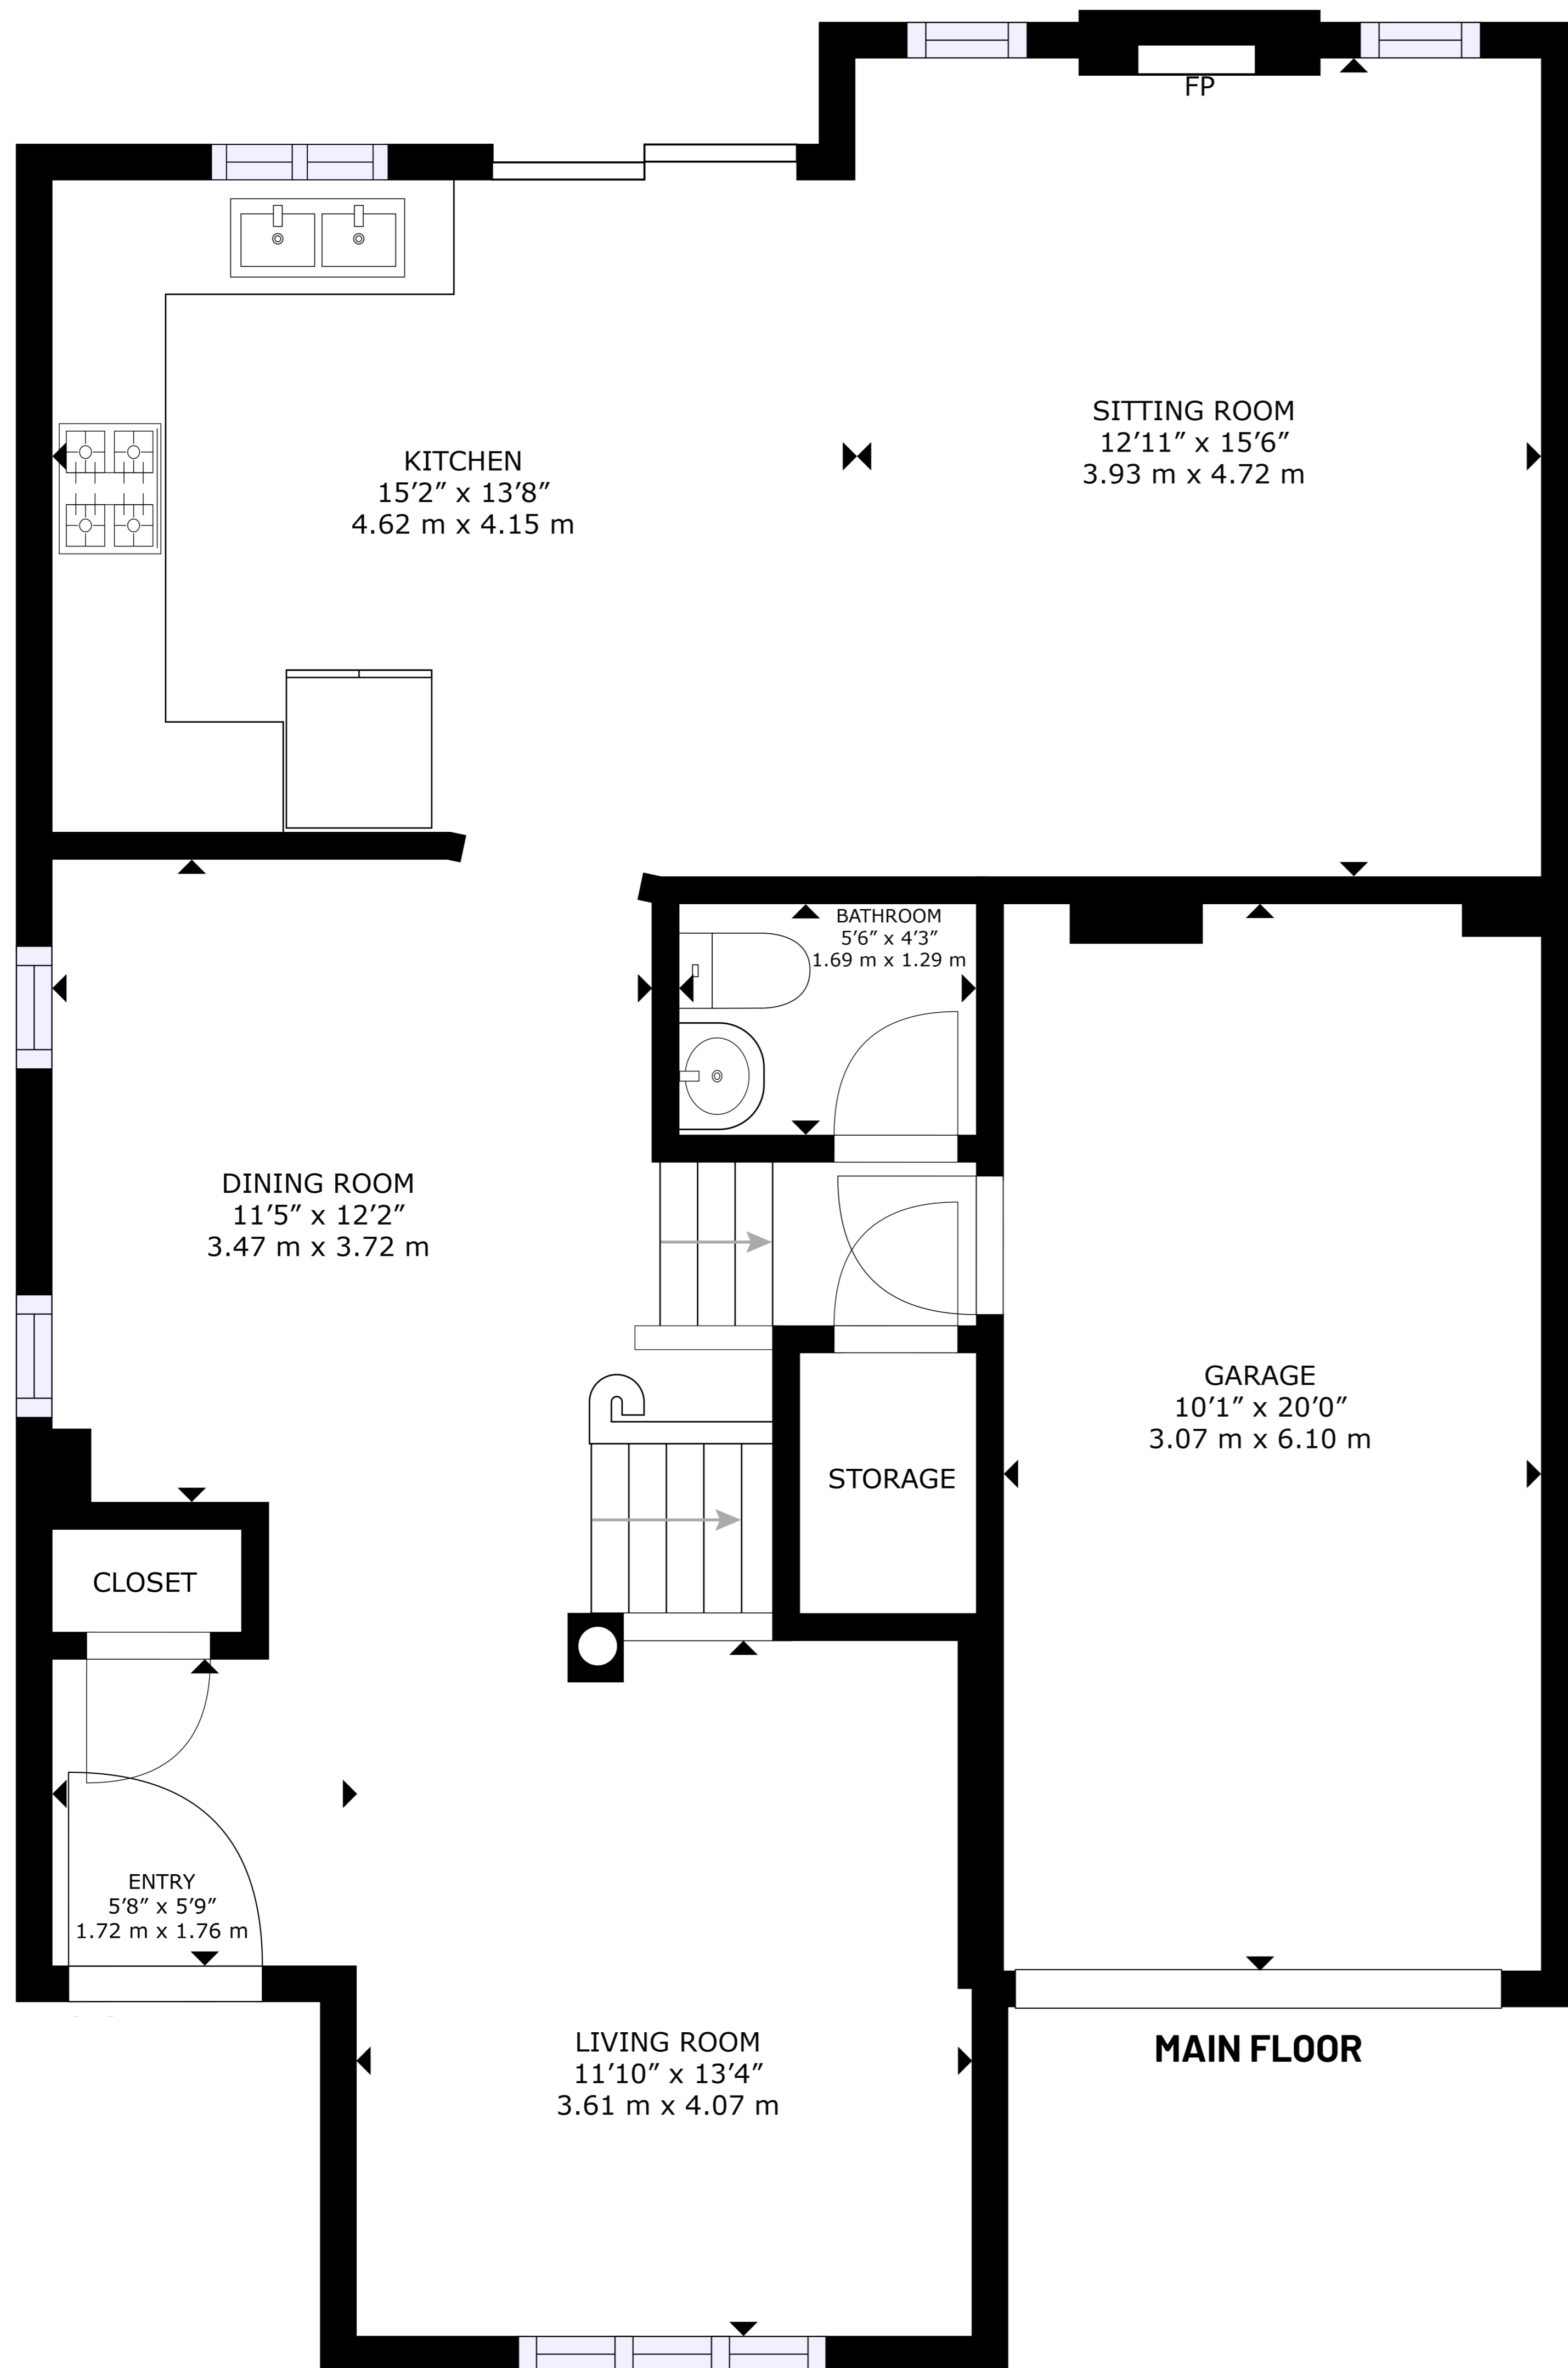 FP
SITTING ROOM
12′11″ x 15′6″
3.93 m x 4.72 m
KITCHEN
15′2″ x 13′8″
4.62 m x 4.15 m
BATHROOM
5′6″ x 4′3″
1.69 m x 1.29 m
DINING ROOM
11′5″ x 12′2″
3.47 m x 3.72 m
GARAGE
10′1″ x 20′0″
3.07 m x 6.10 m
STORAGE
CLOSET
ENTRY
5′8″ x 5′9″
1.72 m x 1.76 m
LIVING ROOM
11′10″ x 13′4″
3.61 m x 4.07 m
MAIN FLOOR